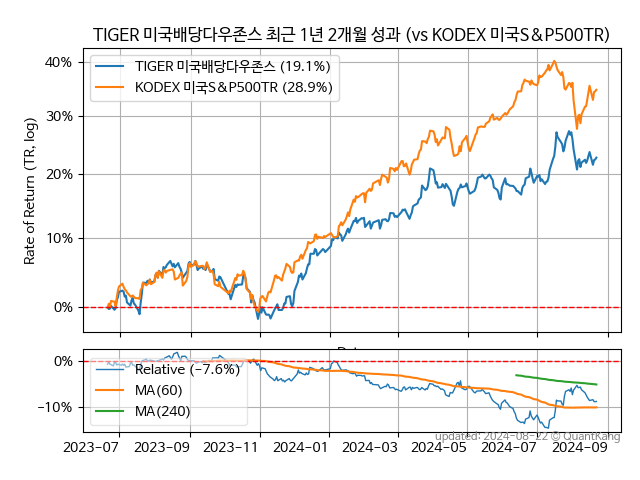 TIGER 미국배당다우존스 최근 1년 2개월 성과 (vs KODEX 미국S&P500TR)
40%
30%
20%
10%
0%
Rate of Return (TR, log)
TIGER 미국배당다우존스 (19.1%)
KODEX 미국S&P500TR (28.9%)
0%
−10%
Relative (−7.6%)
MA(60)
MA(240)
2023−07
2023−09
2023−11
2024−01
2024−03
2024−05
2024−07
2024−09
updated: 2024−08−22 © QuantKang